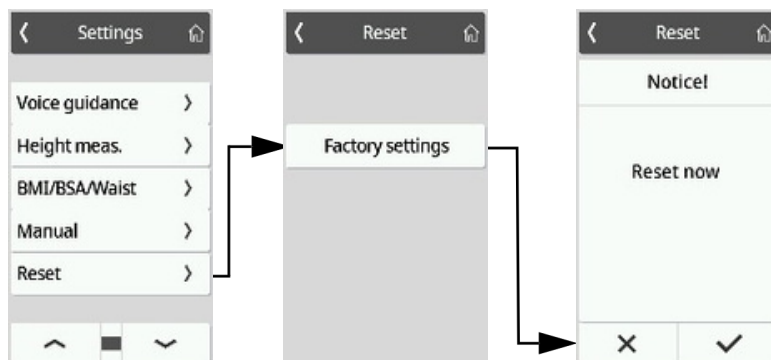 Settings
Voice guidance
Height meas.
BMI/BSA/Waist
Manual
Reset
Reset
Factory settings
Reset
Notice!
Reset now